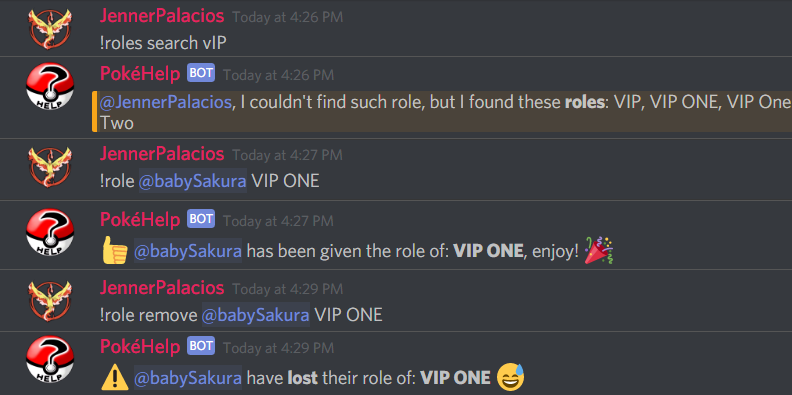 JennerPalacios Today at 4:26 PM
!roles search vIP
PokéHelp BOT Today at 4:26 PM
@JennerPalacios, I couldn't find such role, but I found these roles: VIP, VIP ONE, VIP One
Two
JennerPalacios Today at 4:27 PM
!role @babySakura VIP ONE
PokéHelp BOT Today at 4:27 PM
👍 @babySakura has been given the role of: VIP ONE, enjoy! 🎉
JennerPalacios Today at 4:29 PM
!role remove @babySakura VIP ONE
PokéHelp BOT Today at 4:29 PM
⚠️ @babySakura have lost their role of: VIP ONE 😅
HELP
HELP
HELP